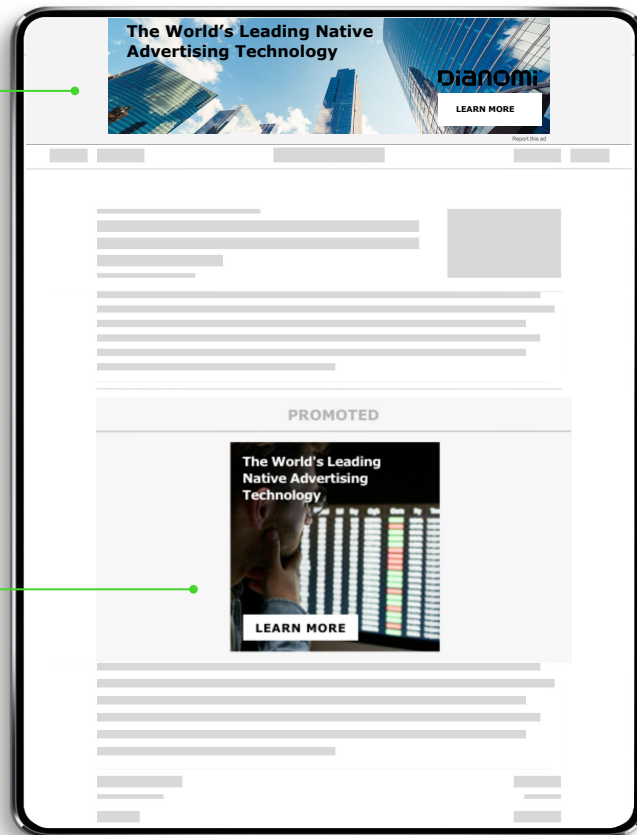 The World’s Leading Native
Advertising Technology
DIANOMI
LEARN MORE
Report this ad
PROMOTED
The World's Leading
Native Advertising
Technology
LEARN MORE